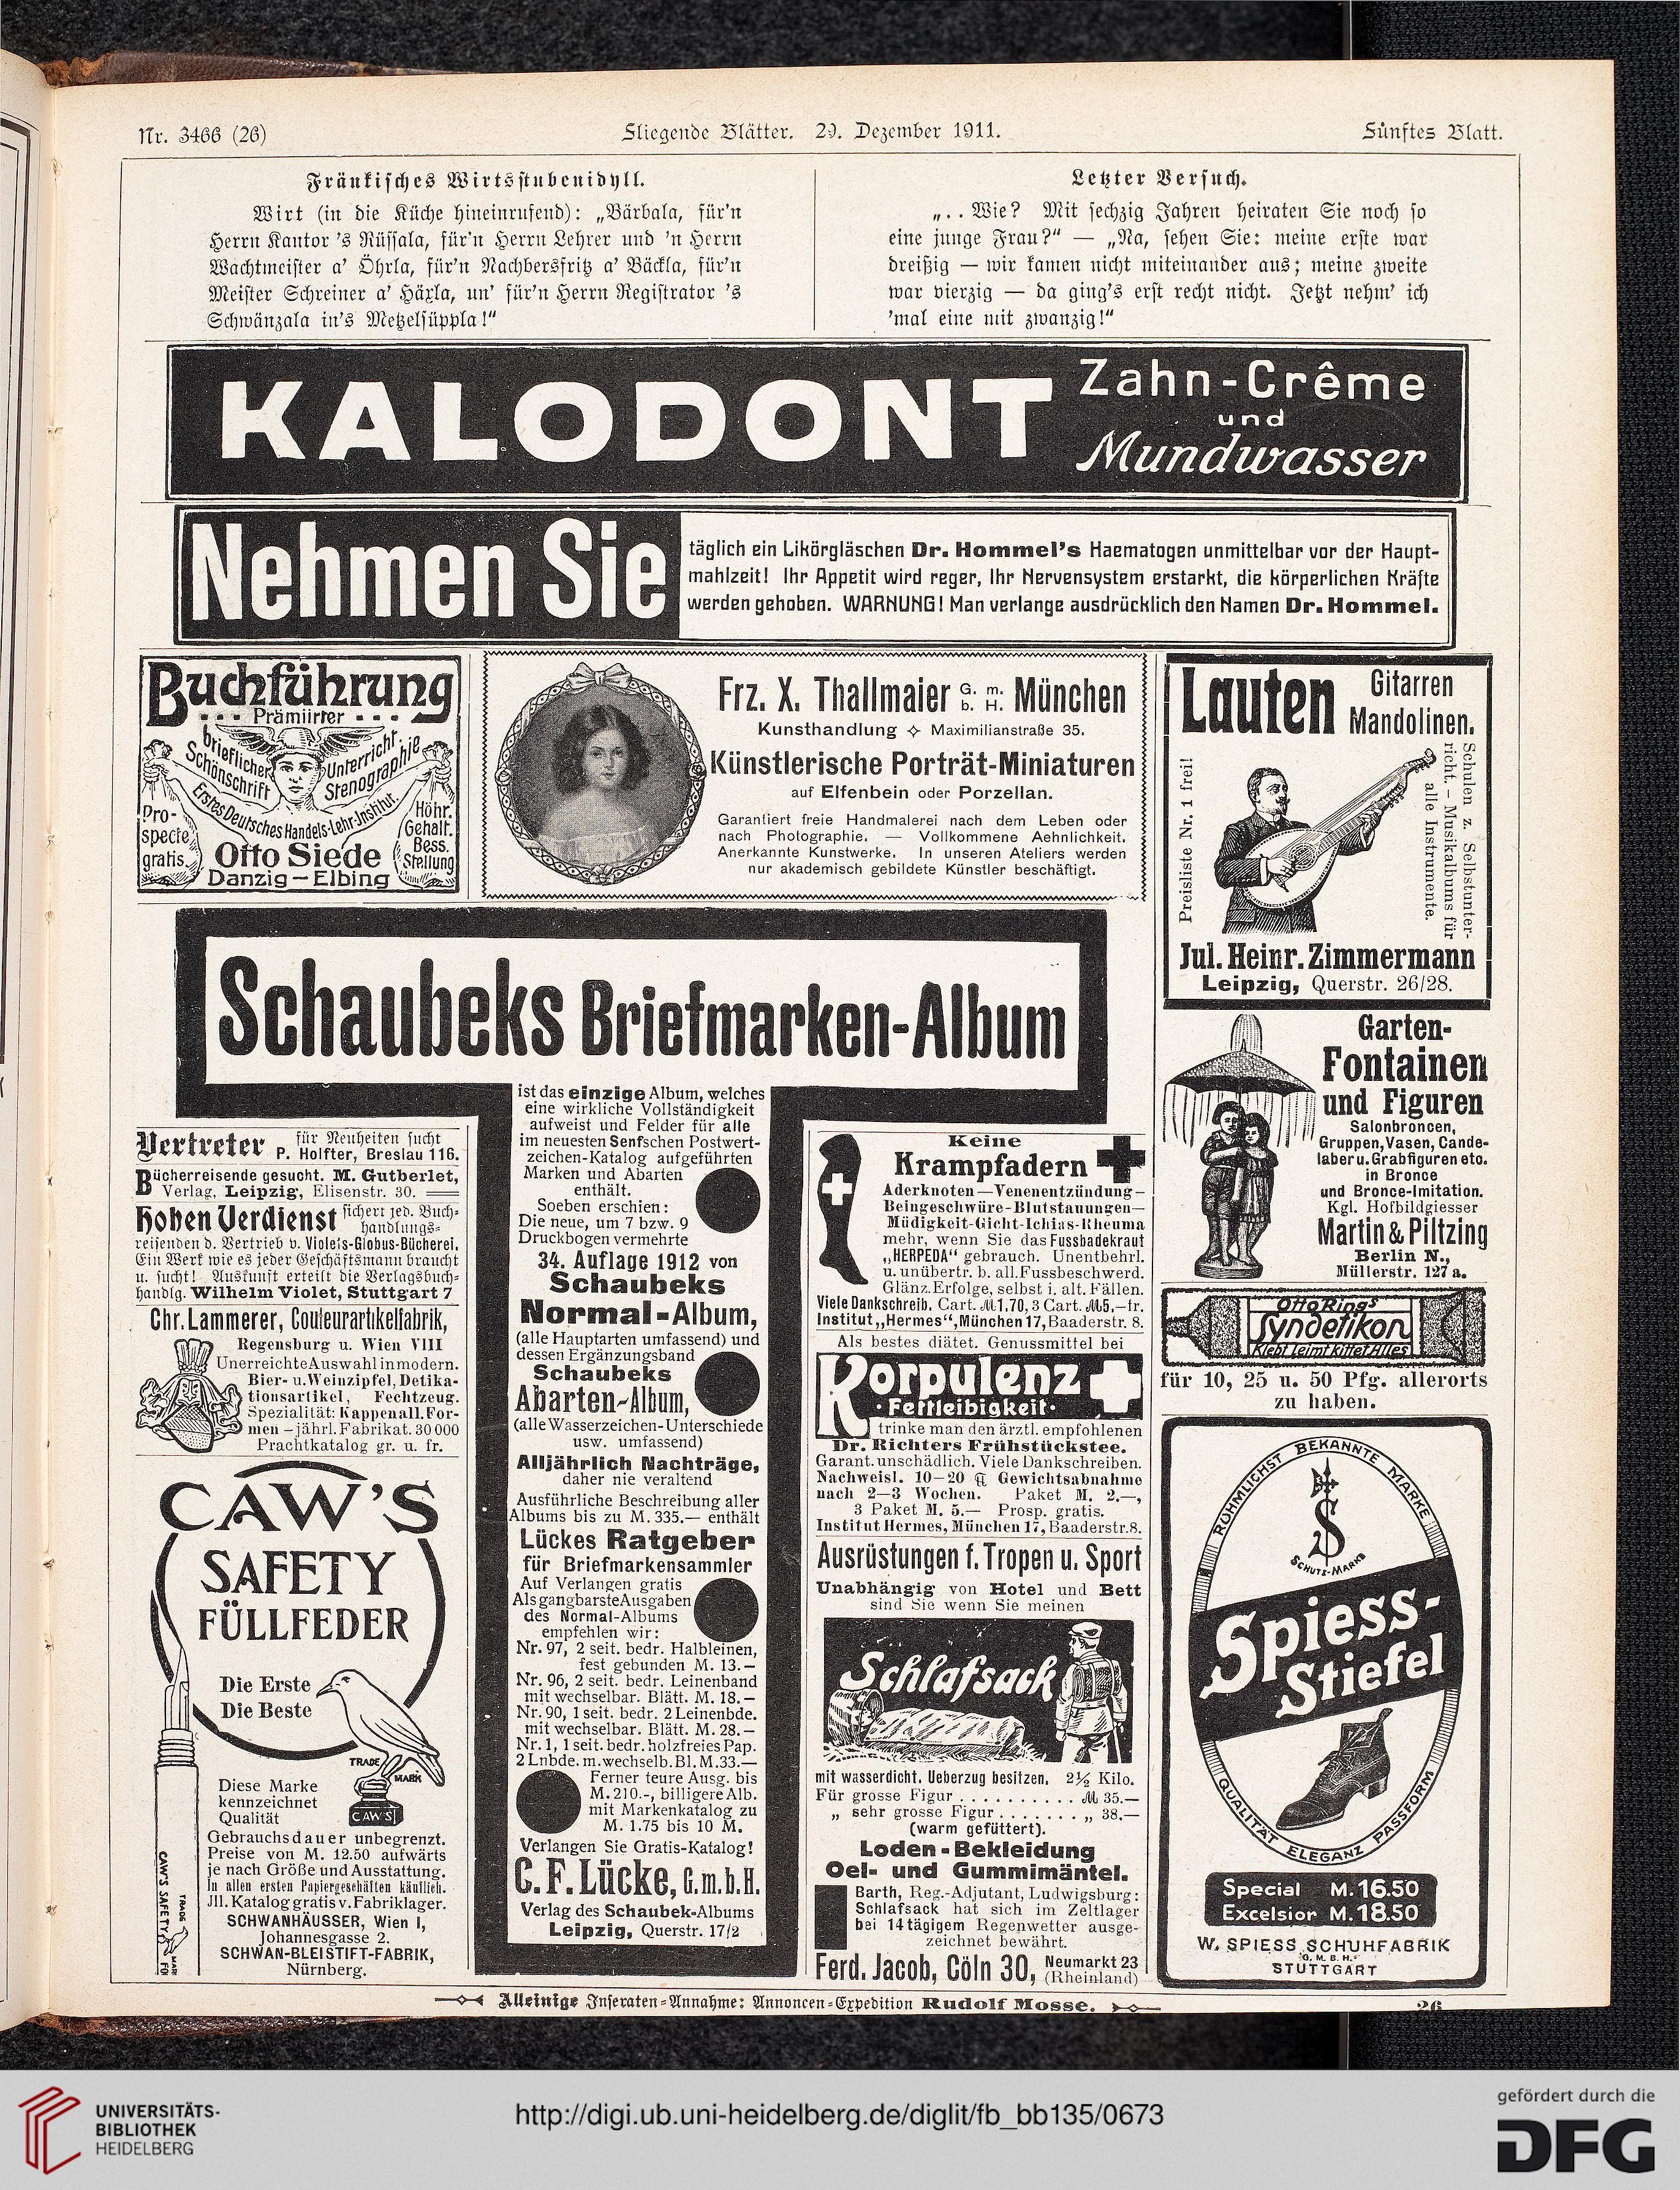 Nr. 3466 (26)
Fliegende Blätter. 29. Dezember 1911.
Fünftes Blatt.
Fränkisches Wirtsstubenidyll.
Wirt (in die Küche hineinrufend): „Bärbala, für'n
Herrn Kantor 's Rüssala, für'n Herrn Lehrer und 'n Herrn
Wachtmeister a' Öhrla, für'n Nachbersfritz a' Bäckla, für'n
Meister Schreiner a' Häxla, un' für'n Herrn Registrator 's
Schwänzala in's Metzelsüppla!"
Letzter Versuch.
„. . Wie? Mit sechzig Jahren heiraten Sie noch so
eine junge Frau?" — „Na, sehen Sie: meine erste war
dreißig — wir kamen nicht miteinander aus; meine zweite
war vierzig — da ging's erst recht nicht. Jetzt nehm' ich
'mal eine mit zwanzig!"
KALODONT
Zahn-Crême
und
Mundwasser
Nehmen Sie
täglich ein Likörgläschen Dr. Hommel's Haematogen unmittelbar vor der Haupt-
mahlzeit! Ihr Appetit wird reger, Ihr Nervensystem erstarkt, die körperlichen Kräfte
werden gehoben. WARNUNG! Man verlange ausdrücklich den Namen Dr. Hommel.
Buchführung
Prämiirter
brieflicher Unterricht.
Schönschrift Stenographie
Erstes Deutsches Handels-Lehr-Institut.
Pro-
specte
gratis.
Höhr.
Gehalt.
Bess.
Stellung
Otto Siede
Danzig – Elbing
Frz. X. Thallmaier G. m. b. H. München
Kunsthandlung ✧ Maximilianstraße 35.
Künstlerische Porträt-Miniaturen
auf Elfenbein oder Porzellan.
Garantiert freie Handmalerei nach dem Leben oder
nach Photographie. — Vollkommene Aehnlichkeit.
Anerkannte Kunstwerke. In unseren Ateliers werden
nur akademisch gebildete Künstler beschäftigt.
Lauten
Gitarren
Mandolinen.
Preisliste Nr. 1 frei!
Schulen z. Selbstunter-
richt. – Musikalbums für
alle Instrumente.
Jul. Heinr. Zimmermann
Leipzig, Querstr. 26/28.
Schaubeks Briefmarken-Album
ist das einzige Album, welches
eine wirkliche Vollständigkeit
aufweist und Felder für alle
im neuesten Senfschen Postwert-
zeichen-Katalog aufgeführten
Marken und Abarten
enthält.
Soeben erschien:
Die neue, um 7 bzw. 9
Druckbogen vermehrte
34. Auflage 1912 von
Schaubeks
Normal-Album,
(alle Hauptarten umfassend) und
dessen Ergänzungsband
Schaubeks
Abarten-Album,
(alle Wasserzeichen-Unterschiede
usw. umfassend)
Alljährlich Nachträge,
daher nie veraltend
Ausführliche Beschreibung aller
Albums bis zu M. 335.— enthält
Lückes Ratgeber
für Briefmarkensammler
Auf Verlangen gratis
Als gangbarste Ausgaben
des Normal-Albums
empfehlen wir:
Nr. 97, 2 seit. bedr. Halbleinen,
fest gebunden M. 13.–
Nr. 96, 2 seit. bedr. Leinenband
mit wechselbar. Blätt. M. 18.–
Nr. 90, 1 seit. bedr. 2 Leinenbde.
mit wechselbar. Blätt. M. 28.–
Nr. 1, 1 seit. bedr. holzfreies Pap.
2 Lnbde. m. wechselb. Bl. M. 33.—
Ferner teure Ausg. bis
M. 210.-, billigere Alb.
mit Markenkatalog zu
M. 1.75 bis 10 M.
Verlangen Sie Gratis-Katalog!
C. F. Lücke, G.m.b.H.
Verlag des Schaubek-Albums
Leipzig, Querstr. 17/2
Vertreter für Neuheiten sucht
P. Holfter, Breslau 116.
Bücherreisende gesucht. M. Gutberlet,
Verlag, Leipzig, Elisenstr. 30.
Hohen Verdienst sichert jed. Buch-
handlungs-
reisenden d. Vertrieb v. Violets-Globus-Bücherei.
Ein Werk wie es jeder Geschäftsmann braucht
u. sucht! Auskunft erteilt die Verlagsbuch-
handlg. Wilhelm Violet, Stuttgart 7
Chr. Lammerer, Couleurartikelfabrik,
Regensburg u. Wien VIII
Unerreichte Auswahl in modern.
Bier- u. Weinzipfel, Detika-
tionsartikel, Fechtzeug.
Spezialität: Kappen all. For-
men – jährl. Fabrikat. 30 000
Prachtkatalog gr. u. fr.
CAW'S
SAFETY
FÜLLFEDER
Die Erste
Die Beste
TRADE MARK
CAW'S
Diese Marke
kennzeichnet
Qualität
Gebrauchsdauer unbegrenzt.
Preise von M. 12.50 aufwärts
je nach Größe und Ausstattung.
In allen ersten Papiergeschäften käuflich.
Jll. Katalog gratis v. Fabriklager.
SCHWANHÄUSSER, Wien I,
Johannesgasse 2.
SCHWAN-BLEISTIFT-FABRIK,
Nürnberg.
CAW'S SAFETY
TRADE
MARK
Keine
Krampfadern
Aderknoten—Venenentzündung–
Beingeschwüre-Blutstauungen—
Müdigkeit-Gicht-Ichias-Rheuma
mehr, wenn Sie das Fussbadekraut
„HERPEDA" gebrauch. Unentbehrl.
u. unübertr. b. all. Fussbeschwerd.
Glänz. Erfolge, selbst i. alt. Fällen.
Viele Dankschreib. Cart. ℳ 1.70, 3 Cart. ℳ 5.—fr.
Institut „Hermes", München 17, Baaderstr. 8.
Als bestes diätet. Genussmittel bei
Korpulenz
· Fettleibigkeit ·
trinke man den ärztl. empfohlenen
Dr. Richters Frühstückstee.
Garant. unschädlich. Viele Dankschreiben.
Nachweisl. 10–20 ℔ Gewichtsabnahme
nach 2—3 Wochen. Paket M. 2.—,
3 Paket M. 5.— Prosp. gratis.
Institut Hermes, München 17, Baaderstr. 8.
Ausrüstungen f. Tropen u. Sport
Unabhängig von Hotel und Bett
sind Sie wenn Sie meinen
Schlafsack
mit wasserdicht. Ueberzug besitzen. 2½ Kilo.
Für grosse Figur . . . . . . . . . . ℳ 35.—
„ sehr grosse Figur . . . . . . . „ 38.—
(warm gefüttert).
Loden-Bekleidung
Oel- und Gummimäntel.
Barth, Reg.-Adjutant, Ludwigsburg:
Schlafsack hat sich im Zeltlager
bei 14tägigem Regenwetter ausge-
zeichnet bewährt.
Ferd. Jacob, Cöln 30, Neumarkt 23
(Rheinland)
Garten-
Fontainen
und Figuren
Salonbroncen,
Gruppen, Vasen, Cande-
laber u. Grabfiguren etc.
in Bronce
und Bronce-Imitation.
Kgl. Hofbildgiesser
Martin & Piltzing
Berlin N.,
Müllerstr. 127 a.
Otto Rings
Syndetikon
Klebt Leimt Kittet Alles
für 10, 25 u. 50 Pfg. allerorts
zu haben.
RÜHMLICHST BEKANNTE MARKE
S
SCHUTZ-MARKE
Spiess-
Stiefel
QUALITÄT ELEGANZ PASSFORM
Special M. 16.50
Excelsior M. 18.50
W. SPIESS SCHUHFABRIK
G. M. B. H.
STUTTGART
Alleinige Inseraten-Annahme: Annoncen-Expedition Rudolf Mosse.
26
UNIVERSITÄTS-
BIBLIOTHEK
HEIDELBERG
http://digi.ub.uni-heidelberg.de/diglit/fb_bb135/0673
gefördert durch die
DFG